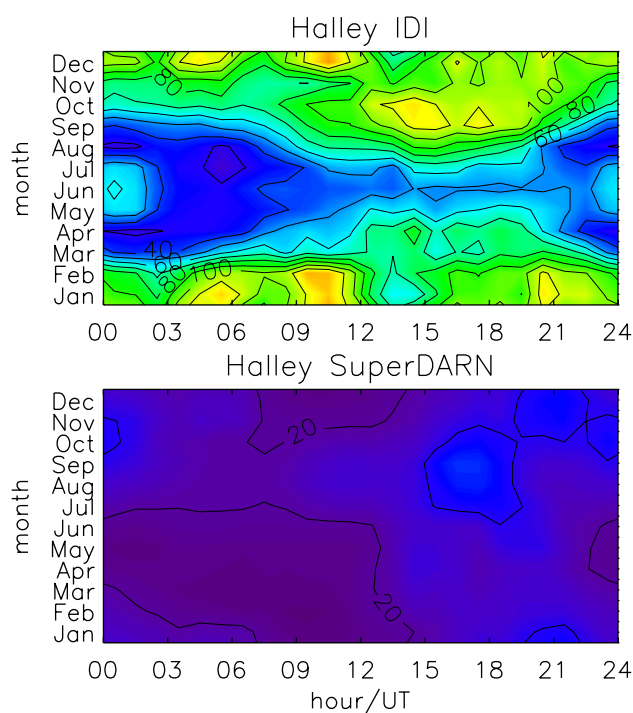 Halley IDI
month
Dec
Nov
Oct
Sep
Aug
Jul
Jun
May
Apr
Mar
Feb
Jan
80
100
80
60
40
60
80
100
00 03 06 09 12 15 18 21 24
Halley SuperDARN
month
Dec
Nov
Oct
Sep
Aug
Jul
Jun
May
Apr
Mar
Feb
Jan
20
20
00 03 06 09 12 15 18 21 24
hour/UT